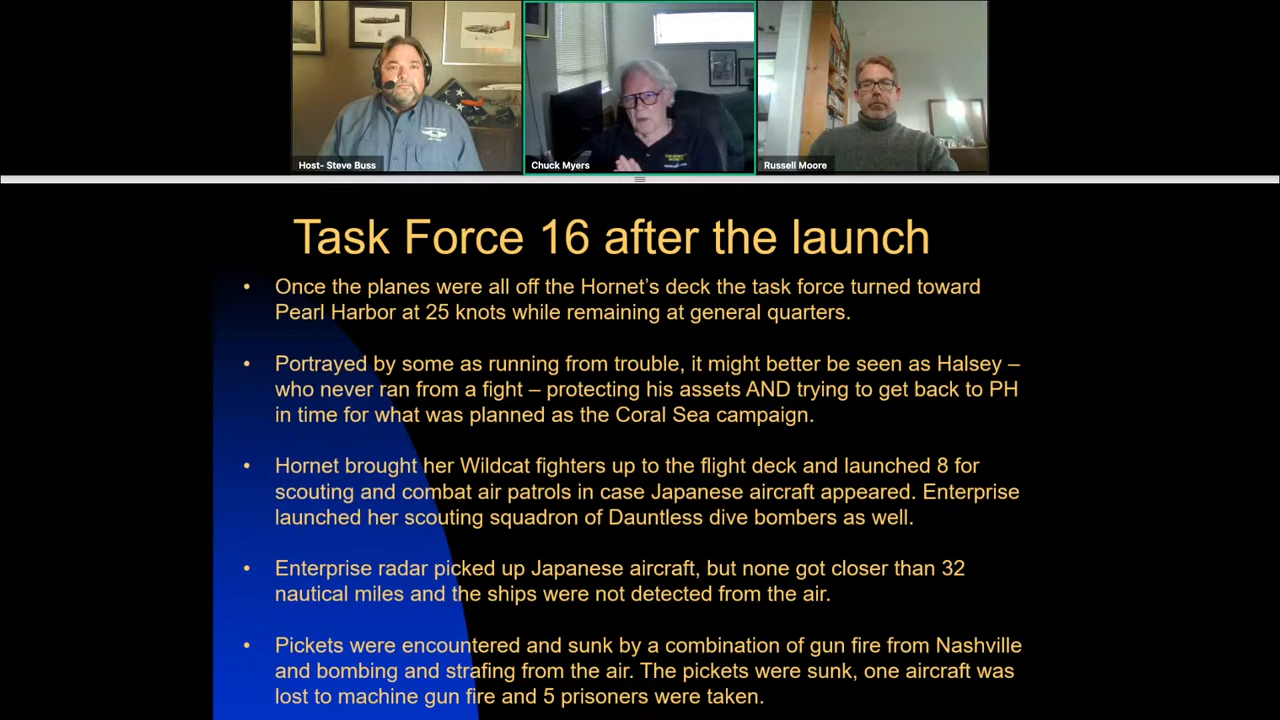 Host- Steve Buss
Chuck Myers
Russell Moore
Task Force 16 after the launch
• Once the planes were all off the Hornet's deck the task force turned toward
Pearl Harbor at 25 knots while remaining at general quarters.
• Portrayed by some as running from trouble, it might better be seen as Halsey –
who never ran from a fight – protecting his assets AND trying to get back to PH
in time for what was planned as the Coral Sea campaign.
• Hornet brought her Wildcat fighters up to the flight deck and launched 8 for
scouting and combat air patrols in case Japanese aircraft appeared. Enterprise
launched her scouting squadron of Dauntless dive bombers as well.
• Enterprise radar picked up Japanese aircraft, but none got closer than 32
nautical miles and the ships were not detected from the air.
• Pickets were encountered and sunk by a combination of gun fire from Nashville
and bombing and strafing from the air. The pickets were sunk, one aircraft was
lost to machine gun fire and 5 prisoners were taken.